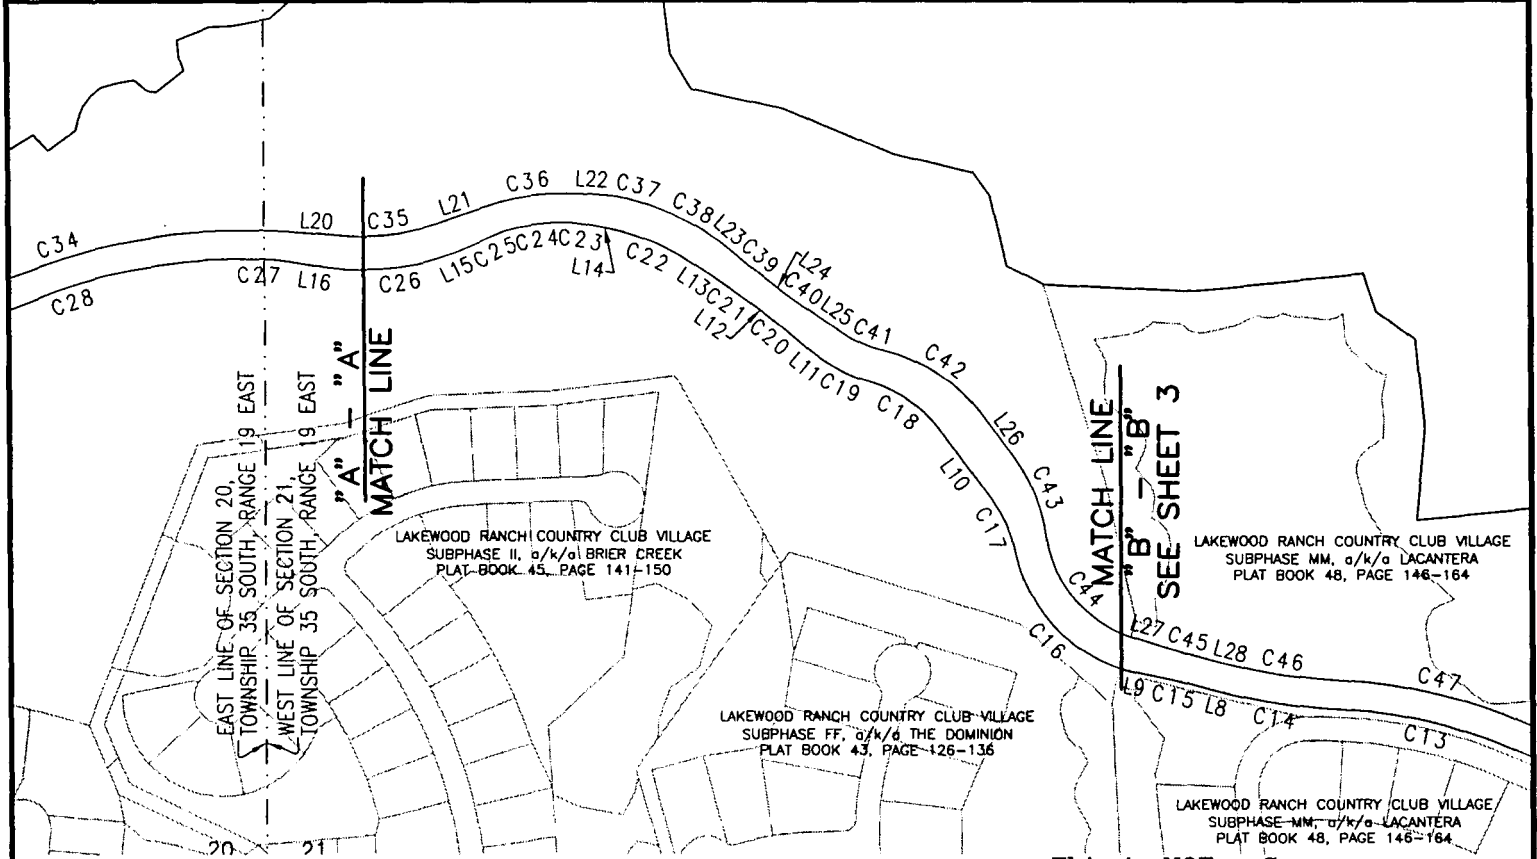 C34
L20
C35
L21
C36
L22
C37
C38
L23
C39
L24
C40
L25
C41
C42
L26
C43
C44
L27
C45
L28
C46
C47
C28
C27
L16
C26
L15
C25
C24
C23
L14
C22
L13
C21
L12
C20
L11
C19
C18
L10
C17
C16
L9
C15
L8
C14
C13
EAST LINE OF SECTION 20,
TOWNSHIP 35 SOUTH, RANGE 19 EAST
WEST LINE OF SECTION 21,
TOWNSHIP 35 SOUTH, RANGE 19 EAST
"A" — "A"
MATCH LINE
MATCH LINE
"B" — "B"
SEE SHEET 3
LAKEWOOD RANCH COUNTRY CLUB VILLAGE
SUBPHASE II, a/k/a BRIER CREEK
PLAT BOOK 45, PAGE 141-150
LAKEWOOD RANCH COUNTRY CLUB VILLAGE
SUBPHASE MM, a/k/a LACANTERA
PLAT BOOK 48, PAGE 146-164
LAKEWOOD RANCH COUNTRY CLUB VILLAGE
SUBPHASE FF, a/k/a THE DOMINION
PLAT BOOK 43, PAGE 126-136
LAKEWOOD RANCH COUNTRY CLUB VILLAGE
SUBPHASE MM, a/k/a LACANTERA
PLAT BOOK 48, PAGE 146-164
20 21